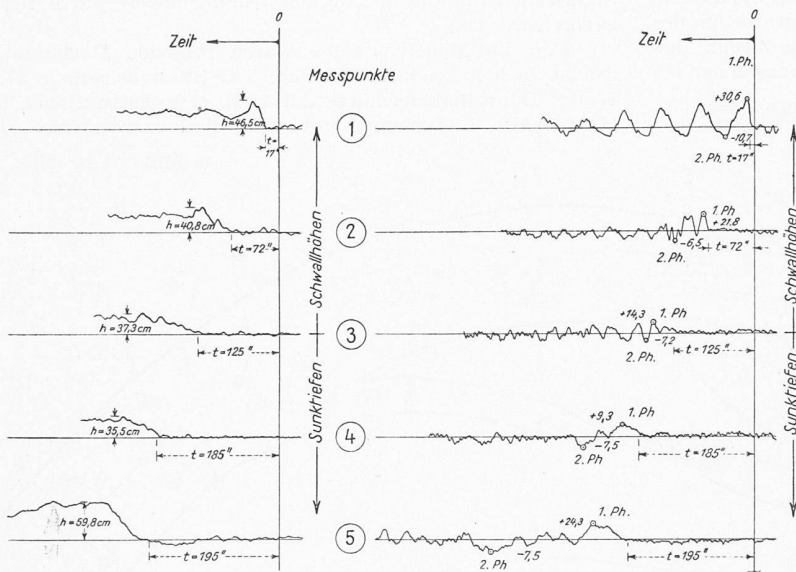 0
Zeit
Messpunkte
h=46,5cm
t=
17"
h=40,8cm
t=72"
h=37,3cm
t=125"
h=35,5cm
t=185"
h=59,8cm
t=195"
Schwallhöhen
Sunktiefen
1
2
3
4
5
0
Zeit
1.Ph.
+30,6
-10,7
2. Ph. t=17"
1. Ph
+21,8
-6,5
t=72"
2. Ph.
+14,3
1. Ph
-7,2
2. Ph.
t=125"
+9,3
1. Ph
-7,5
2. Ph
t=185"
+24,3
1. Ph.
-7,5
2. Ph
t=195"
Schwallhöhen
Sunktiefen